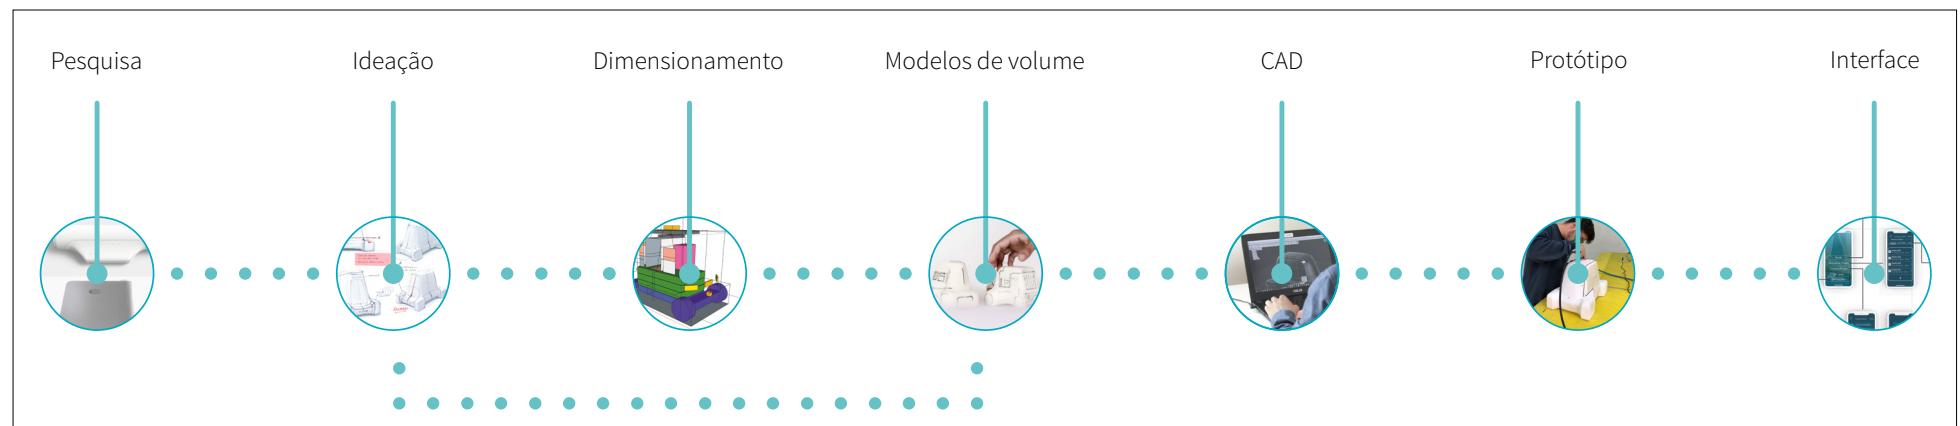 Pesquisa
Ideação
Dimensionamento
Modelos de volume
CAD
Protótipo
Interface